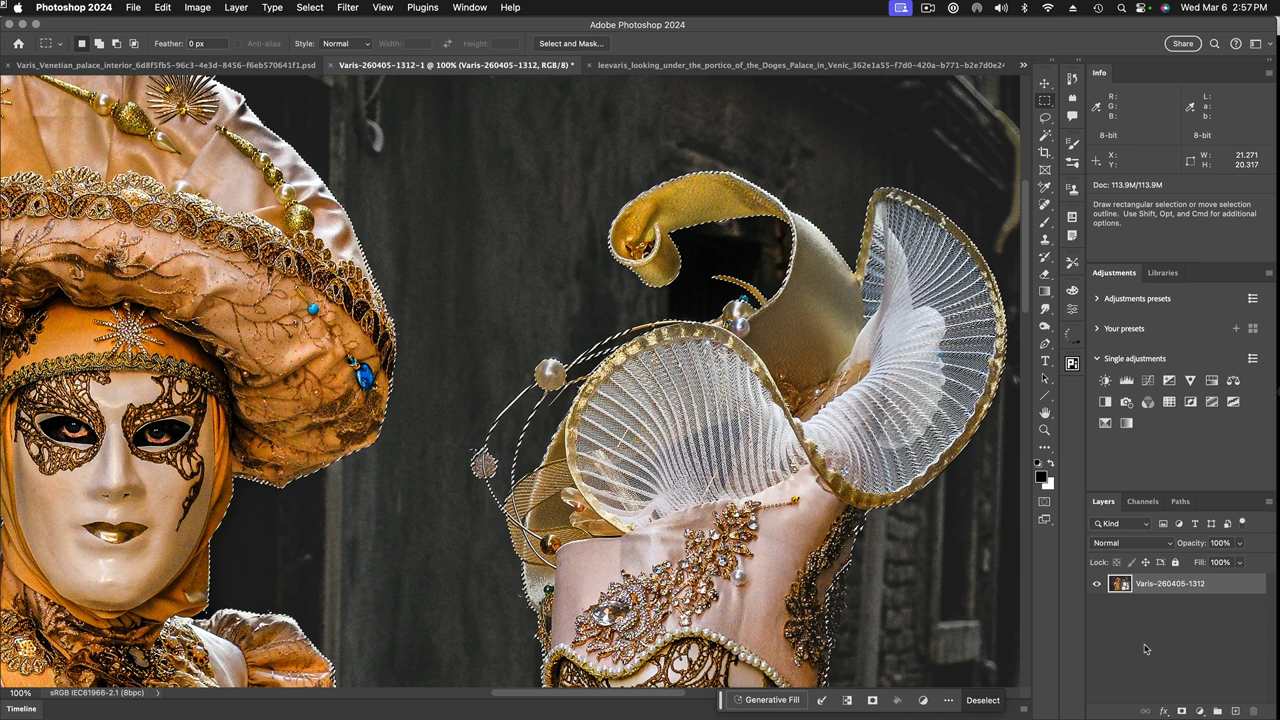 Photoshop 2024 File Edit Image Layer Type Select Filter View Plugins Window Help Wed Mar 6 2:57 PM
Adobe Photoshop 2024
Feather: 0 px Anti-alias Style: Normal Width: Height: Select and Mask... Share
× Varis_Venetian_palace_interior_6d8f5fb5-96c3-4e3d-8456-f6eb570641f1.psd × Varis-260405-1312-1 @ 100% (Varis-260405-1312, RGB/8) * × leevaris_looking_under_the_portico_of_the_Doges_Palace_in_Venic_362e1a55-f7d0-420a-b771-b2e7d0e24 »
Info
R: L:
G: a:
B: b:
8-bit 8-bit
X: W: 21.271
Y: H: 20.317
Doc: 113.9M/113.9M
Draw rectangular selection or move selection
outline. Use Shift, Opt, and Cmd for additional
options.
Adjustments Libraries
Adjustments presets
Your presets
Single adjustments
Layers Channels Paths
Kind
Normal Opacity: 100%
Lock: Fill: 100%
Varis-260405-1312
100% sRGB IEC61966-2.1 (8bpc)
Generative Fill Deselect
Timeline